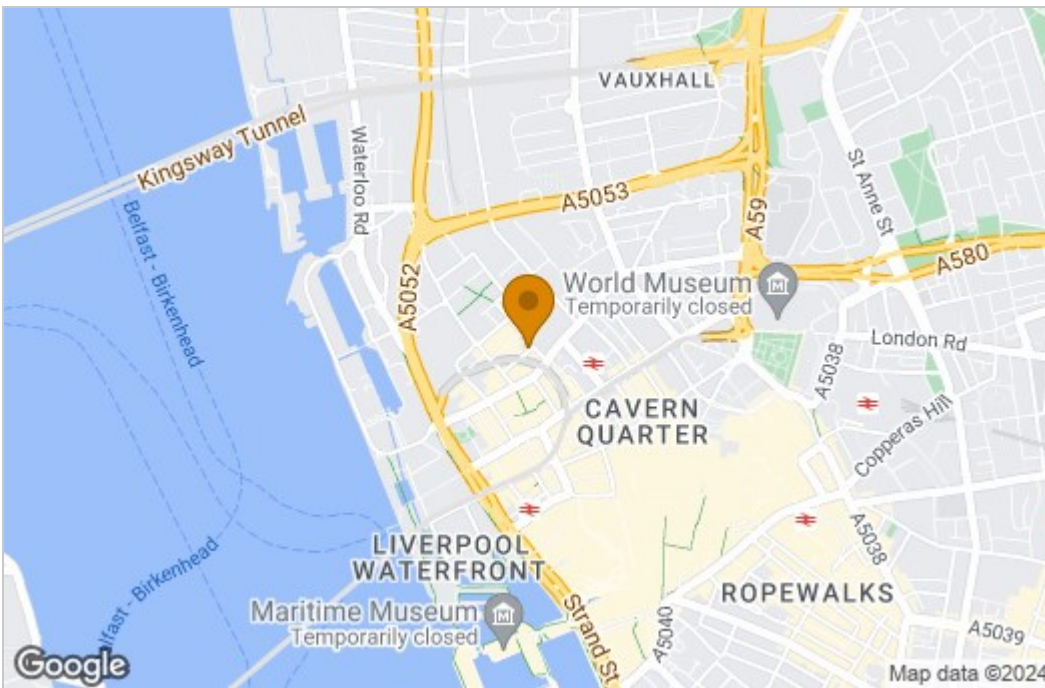 VAUXHALL
Kingsway Tunnel
Waterloo Rd
St Anne St
Belfast - Birkenhead
A5053
A59
A580
A5052
World Museum
Temporarily closed
London Rd
A5038
CAVERN
QUARTER
Copperas Hill
LIVERPOOL
WATERFRONT
A5038
elfast - Birkenhead
ROPEWALKS
Maritime Museum
Temporarily closed
Strand St
A5040
A5039
Google
Map data ©2024